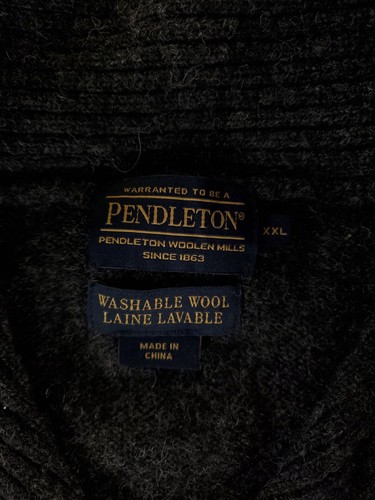 WARRANTED TO BE A
PENDLETON®
XXL
PENDLETON WOOLEN MILLS
SINCE 1863
WASHABLE WOOL
LAINE LAVABLE
MADE IN
CHINA